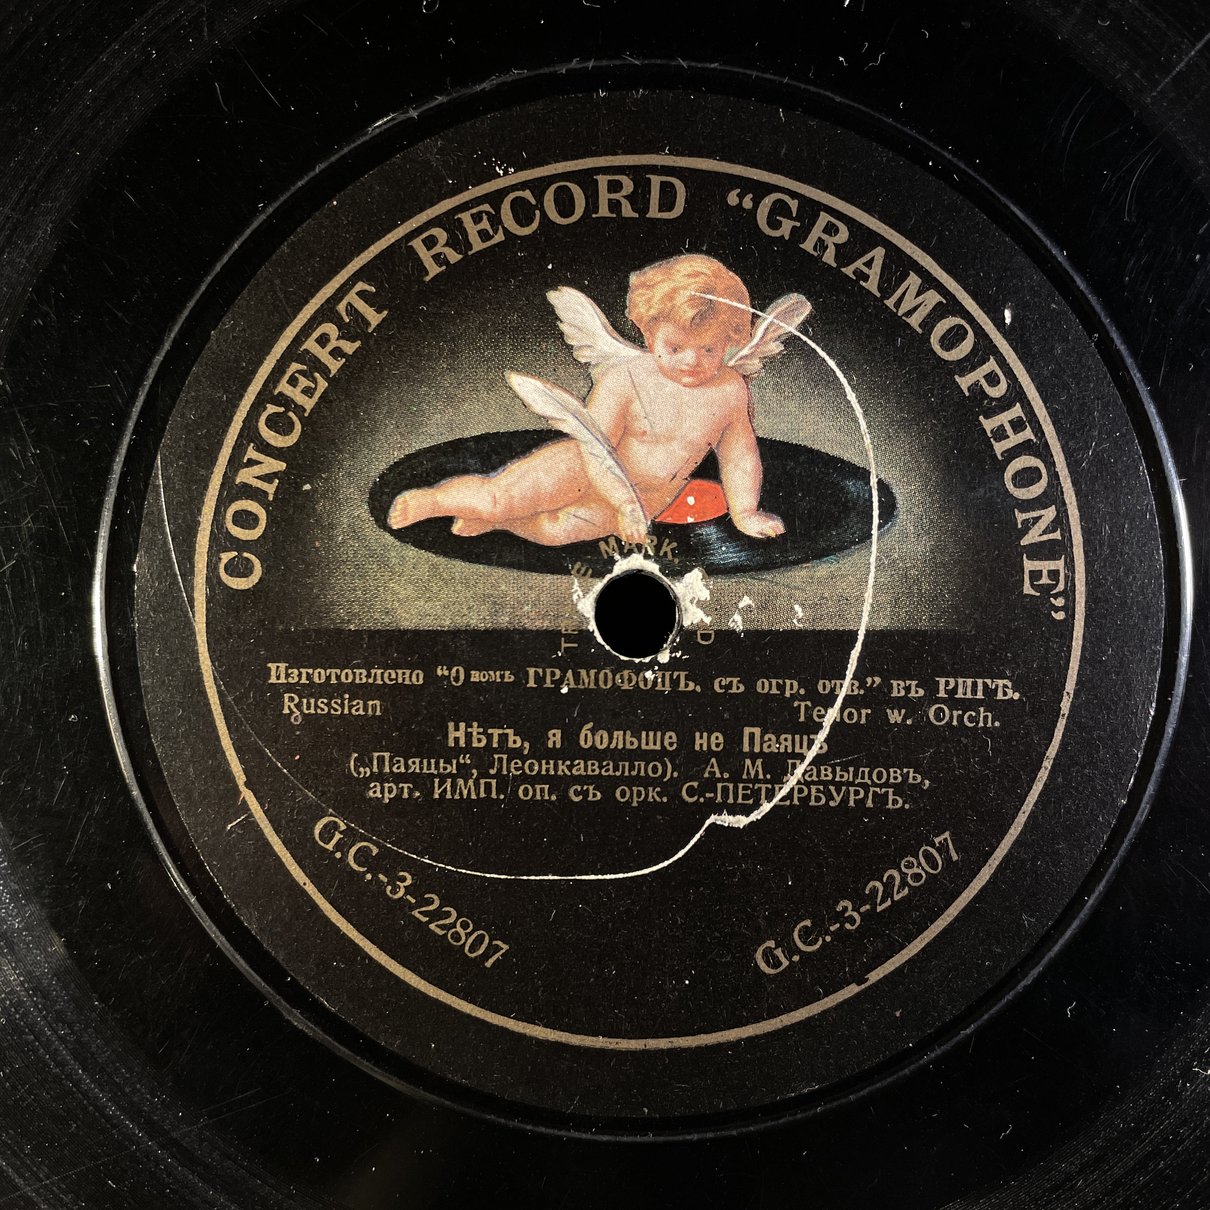 CONCERT RECORD “GRAMOPHONE”
MARK
Изготовлено “О вомъ ГРАМОФОНЪ. съ огр. отв.” въ РИГѢ.
Russian Tenor w. Orch.
Нѣтъ, я больше не Паяцъ
(„Паяцы“, Леонкавалло). А. М. Давыдовъ,
арт. ИМП. оп. съ орк. С.-ПЕТЕРБУРГЪ.
G.C.-3-22807 G.C.-3-22807